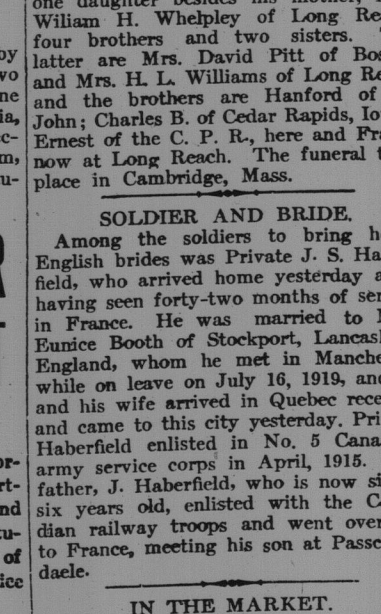 one daughter besides his mother,
Wiliam H. Whelpley of Long Re
four brothers and two sisters.
latter are Mrs. David Pitt of Bos
and Mrs. H. L. Williams of Long Re
and the brothers are Hanford of
John; Charles B. of Cedar Rapids, Io
Ernest of the C. P. R., here and Fra
now at Long Reach. The funeral t
place in Cambridge, Mass.
SOLDIER AND BRIDE.
Among the soldiers to bring h
English brides was Private J. S. Ha
field, who arrived home yesterday a
having seen forty-two months of ser
in France. He was married to
Eunice Booth of Stockport, Lancas
England, whom he met in Manche
while on leave on July 16, 1919, and
and his wife arrived in Quebec rece
and came to this city yesterday. Pri
Haberfield enlisted in No. 5 Cana
army service corps in April, 1915.
father, J. Haberfield, who is now si
six years old, enlisted with the C
dian railway troops and went over
to France, meeting his son at Passc
daele.
IN THE MARKET.